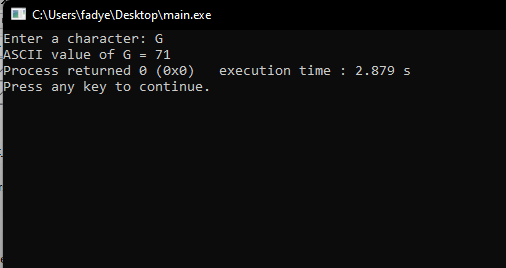 C:\Users\fadye\Desktop\main.exe
Enter a character: G
ASCII value of G = 71
Process returned 0 (0x0)   execution time : 2.879 s
Press any key to continue.